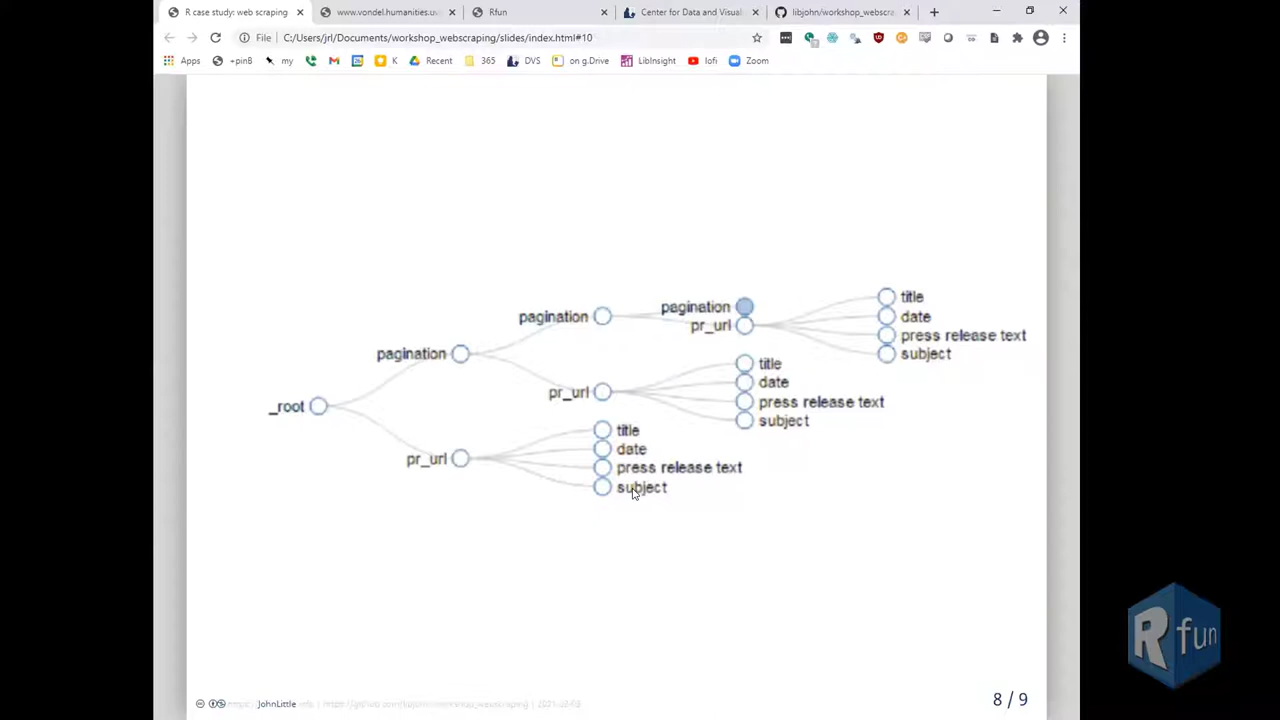 R case study: web scraping
www.vondel.humanities.uv
Rfun
Center for Data and Visual
libjohn/workshop_webscra
File C:/Users/jrl/Documents/workshop_webscraping/slides/index.html#10
Apps +pinB my K Recent 365 DVS on g.Drive LibInsight lofi Zoom
title
pagination
pagination
date
pr_url
press release text
subject
pagination
title
date
pr_url
press release text
subject
_root
title
date
pr_url
press release text
subject
JohnLittle
8 / 9
R fun